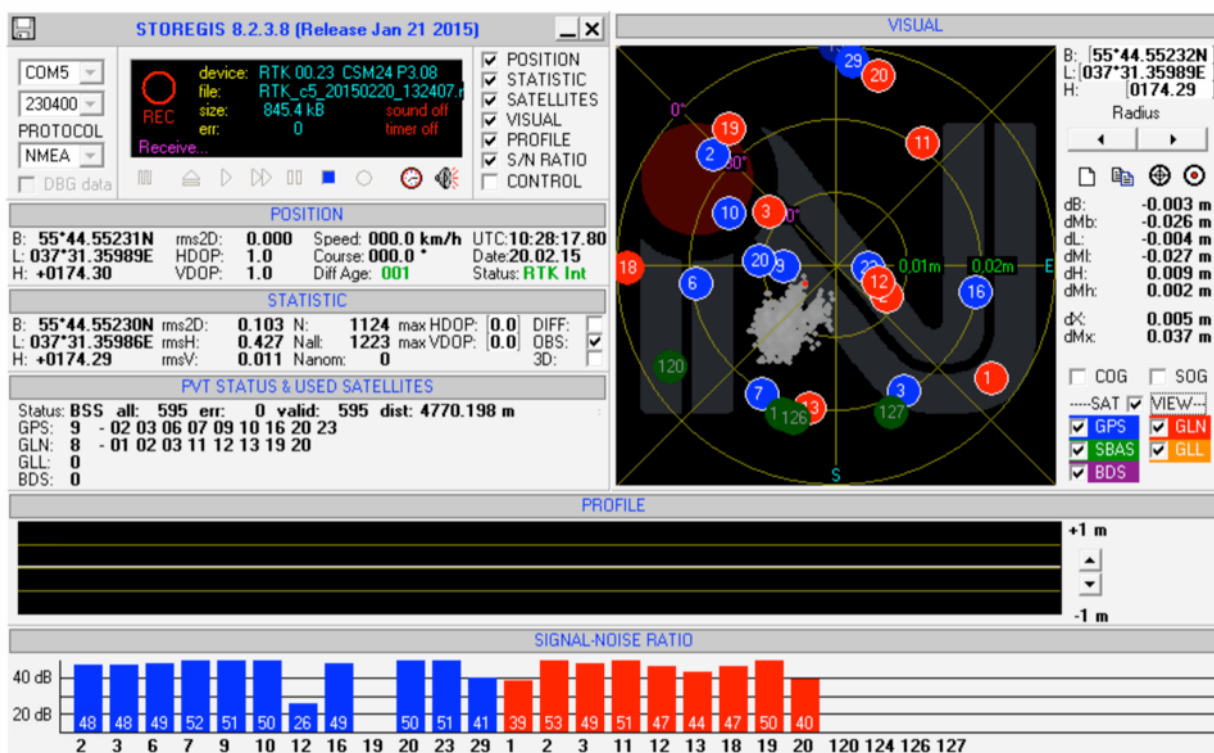 STOREGIS 8.2.3.8 (Release Jan 21 2015)
COM5
230400
PROTOCOL
NMEA
DBG data
REC
device: RTK 00.23 CSM24 P3.08
file: RTK_c5_20150220_132407.r
size: 845.4 kB sound off
err: 0 timer off
Receive...
POSITION
STATISTIC
SATELLITES
VISUAL
PROFILE
S/N RATIO
CONTROL
POSITION
B: 55*44.55231N rms2D: 0.000 Speed: 000.0 km/h UTC:10:28:17.80
L: 037*31.35989E HDOP: 1.0 Course: 000.0 * Date:20.02.15
H: +0174.30 VDOP: 1.0 Diff Age: 001 Status: RTK Int
STATISTIC
B: 55*44.55230N rms2D: 0.103 N: 1124 max HDOP: [0.0] DIFF:
L: 037*31.35986E rmsH: 0.427 Nall: 1223 max VDOP: [0.0] OBS:
H: +0174.29 rmsV: 0.011 Nanom: 0 3D:
PVT STATUS & USED SATELLITES
Status: BSS all: 595 err: 0 valid: 595 dist: 4770.198 m
GPS: 9 - 02 03 06 07 09 10 16 20 23
GLN: 8 - 01 02 03 11 12 13 19 20
GLL: 0
BDS: 0
VISUAL
29
20
0°
19
11
2
10
3
18
20
9
6
12
0,01m
0,02m
E
16
120
1
7
3
13
126
127
S
B: [55*44.55232N]
L: [037*31.35989E]
H: [0174.29
Radius
dB: -0.003 m
dMb: -0.026 m
dL: -0.004 m
dMl: -0.027 m
dH: 0.009 m
dMh: 0.002 m
dX: 0.005 m
dMx: 0.037 m
COG SOG
----SAT VIEW---
GPS GLN
SBAS GLL
BDS
PROFILE
+1 m
-1 m
SIGNAL-NOISE RATIO
40 dB
20 dB
48 48 49 52 51 50 26 49 50 51 41 39 53 49 51 47 44 47 50 40
2 3 6 7 9 10 12 16 19 20 23 29 1 2 3 11 12 13 18 19 20 120 124 126 127